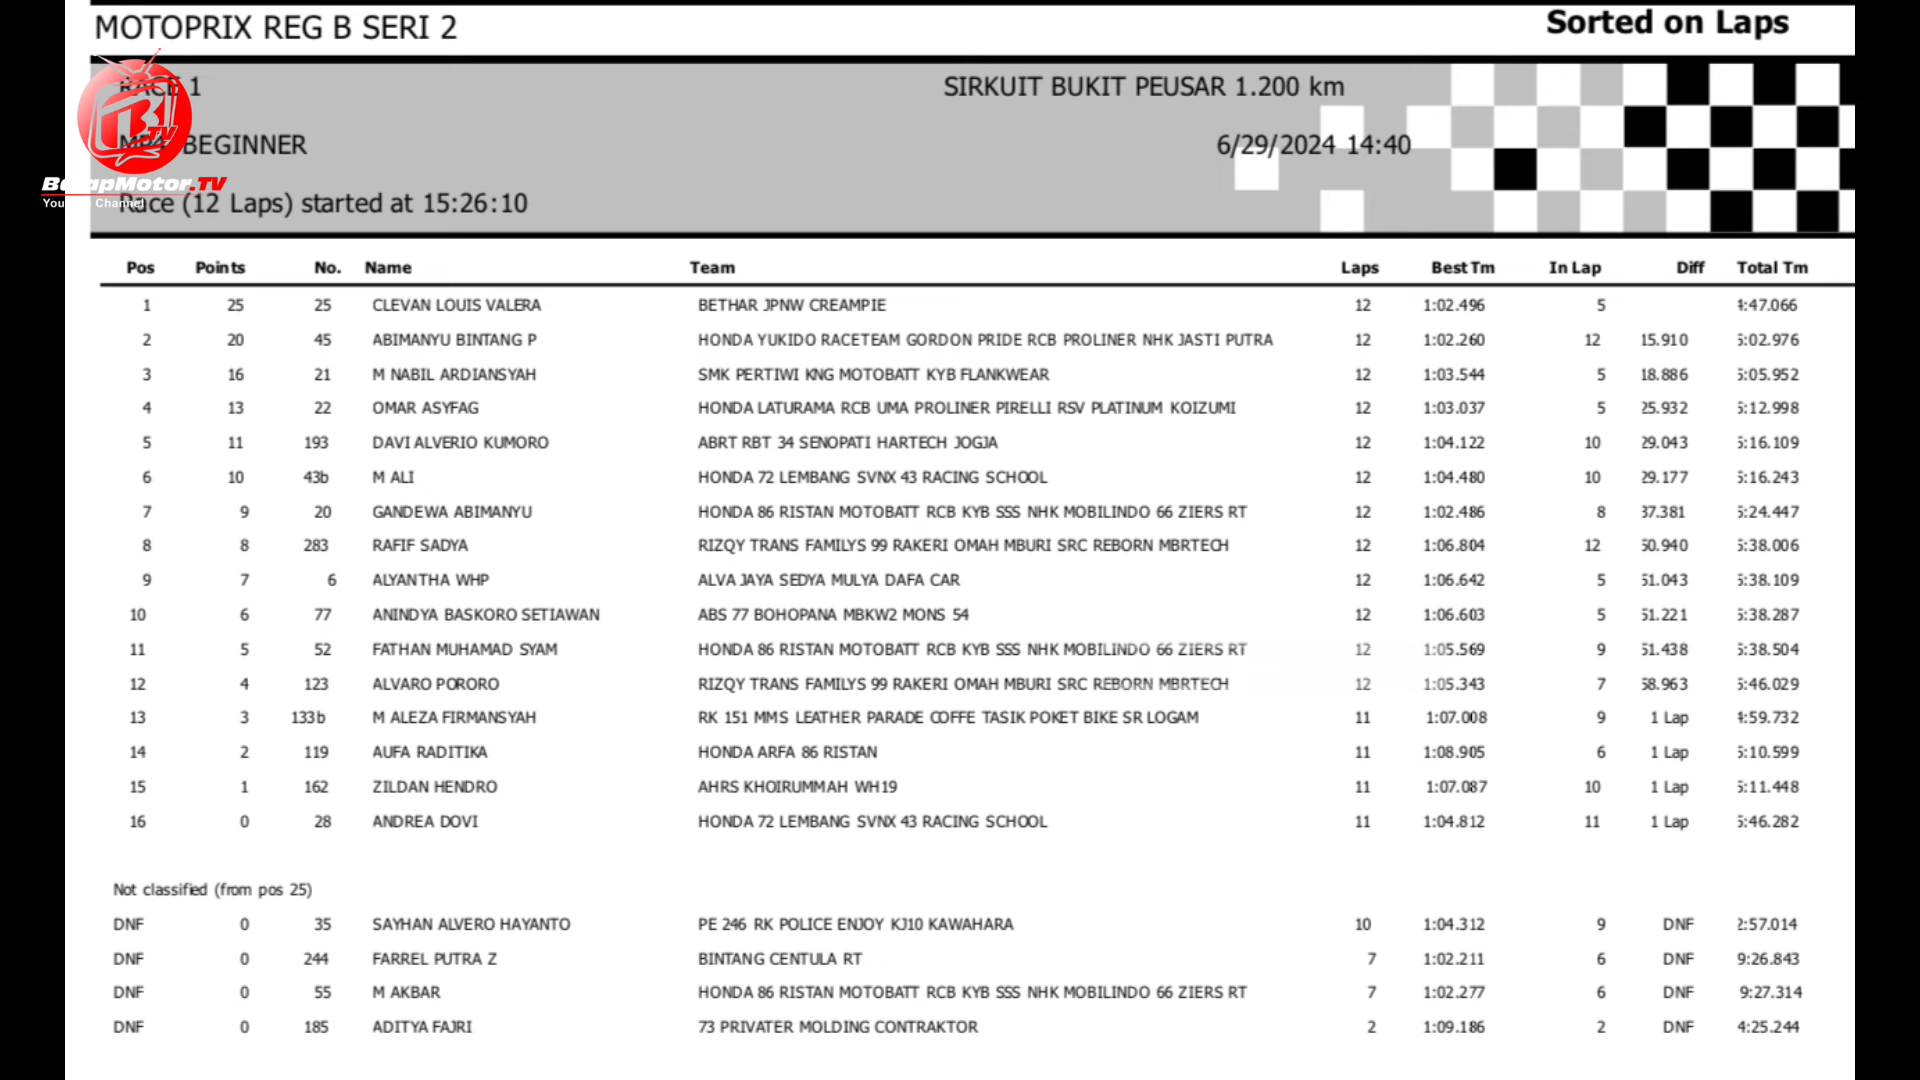 MOTOPRIX REG B SERI 2
Sorted on Laps
RACE 1
SIRKUIT BUKIT PEUSAR 1.200 km
BEGINNER
6/29/2024 14:40
BalapMotor.TV
YouTube Channel
Race (12 Laps) started at 15:26:10
Pos Points No. Name Team Laps Best Tm In Lap Diff Total Tm
1 25 25 CLEVAN LOUIS VALERA BETHAR JPNW CREAMPIE 12 1:02.496 5 :47.066
2 20 45 ABIMANYU BINTANG P HONDA YUKIDO RACETEAM GORDON PRIDE RCB PROLINER NHK JASTI PUTRA 12 1:02.260 12 15.910 :02.976
3 16 21 M NABIL ARDIANSYAH SMK PERTIWI KNG MOTOBATT KYB FLANKWEAR 12 1:03.544 5 18.886 :05.952
4 13 22 OMAR ASYFAG HONDA LATURAMA RCB UMA PROLINER PIRELLI RSV PLATINUM KOIZUMI 12 1:03.037 5 25.932 :12.998
5 11 193 DAVI ALVERIO KUMORO ABRT RBT 34 SENOPATI HARTECH JOGJA 12 1:04.122 10 29.043 :16.109
6 10 43b M ALI HONDA 72 LEMBANG SVNX 43 RACING SCHOOL 12 1:04.480 10 29.177 :16.243
7 9 20 GANDEWA ABIMANYU HONDA 86 RISTAN MOTOBATT RCB KYB SSS NHK MOBILINDO 66 ZIERS RT 12 1:02.486 8 37.381 :24.447
8 8 283 RAFIF SADYA RIZQY TRANS FAMILYS 99 RAKERI OMAH MBURI SRC REBORN MBRTECH 12 1:06.804 12 50.940 :38.006
9 7 6 ALYANTHA WHP ALVA JAYA SEDYA MULYA DAFA CAR 12 1:06.642 5 51.043 :38.109
10 6 77 ANINDYA BASKORO SETIAWAN ABS 77 BOHOPANA MBKW2 MONS 54 12 1:06.603 5 51.221 :38.287
11 5 52 FATHAN MUHAMAD SYAM HONDA 86 RISTAN MOTOBATT RCB KYB SSS NHK MOBILINDO 66 ZIERS RT 12 1:05.569 9 51.438 :38.504
12 4 123 ALVARO PORORO RIZQY TRANS FAMILYS 99 RAKERI OMAH MBURI SRC REBORN MBRTECH 12 1:05.343 7 58.963 :46.029
13 3 133b M ALEZA FIRMANSYAH RK 151 MMS LEATHER PARADE COFFE TASIK POKET BIKE SR LOGAM 11 1:07.008 9 1 Lap :59.732
14 2 119 AUFA RADITIKA HONDA ARFA 86 RISTAN 11 1:08.905 6 1 Lap :10.599
15 1 162 ZILDAN HENDRO AHRS KHOIRUMMAH WH19 11 1:07.087 10 1 Lap :11.448
16 0 28 ANDREA DOVI HONDA 72 LEMBANG SVNX 43 RACING SCHOOL 11 1:04.812 11 1 Lap :46.282
Not classified (from pos 25)
DNF 0 35 SAYHAN ALVERO HAYANTO PE 246 RK POLICE ENJOY KJ10 KAWAHARA 10 1:04.312 9 DNF :57.014
DNF 0 244 FARREL PUTRA Z BINTANG CENTULA RT 7 1:02.211 6 DNF 9:26.843
DNF 0 55 M AKBAR HONDA 86 RISTAN MOTOBATT RCB KYB SSS NHK MOBILINDO 66 ZIERS RT 7 1:02.277 6 DNF 9:27.314
DNF 0 185 ADITYA FAJRI 73 PRIVATER MOLDING CONTRAKTOR 2 1:09.186 2 DNF 4:25.244